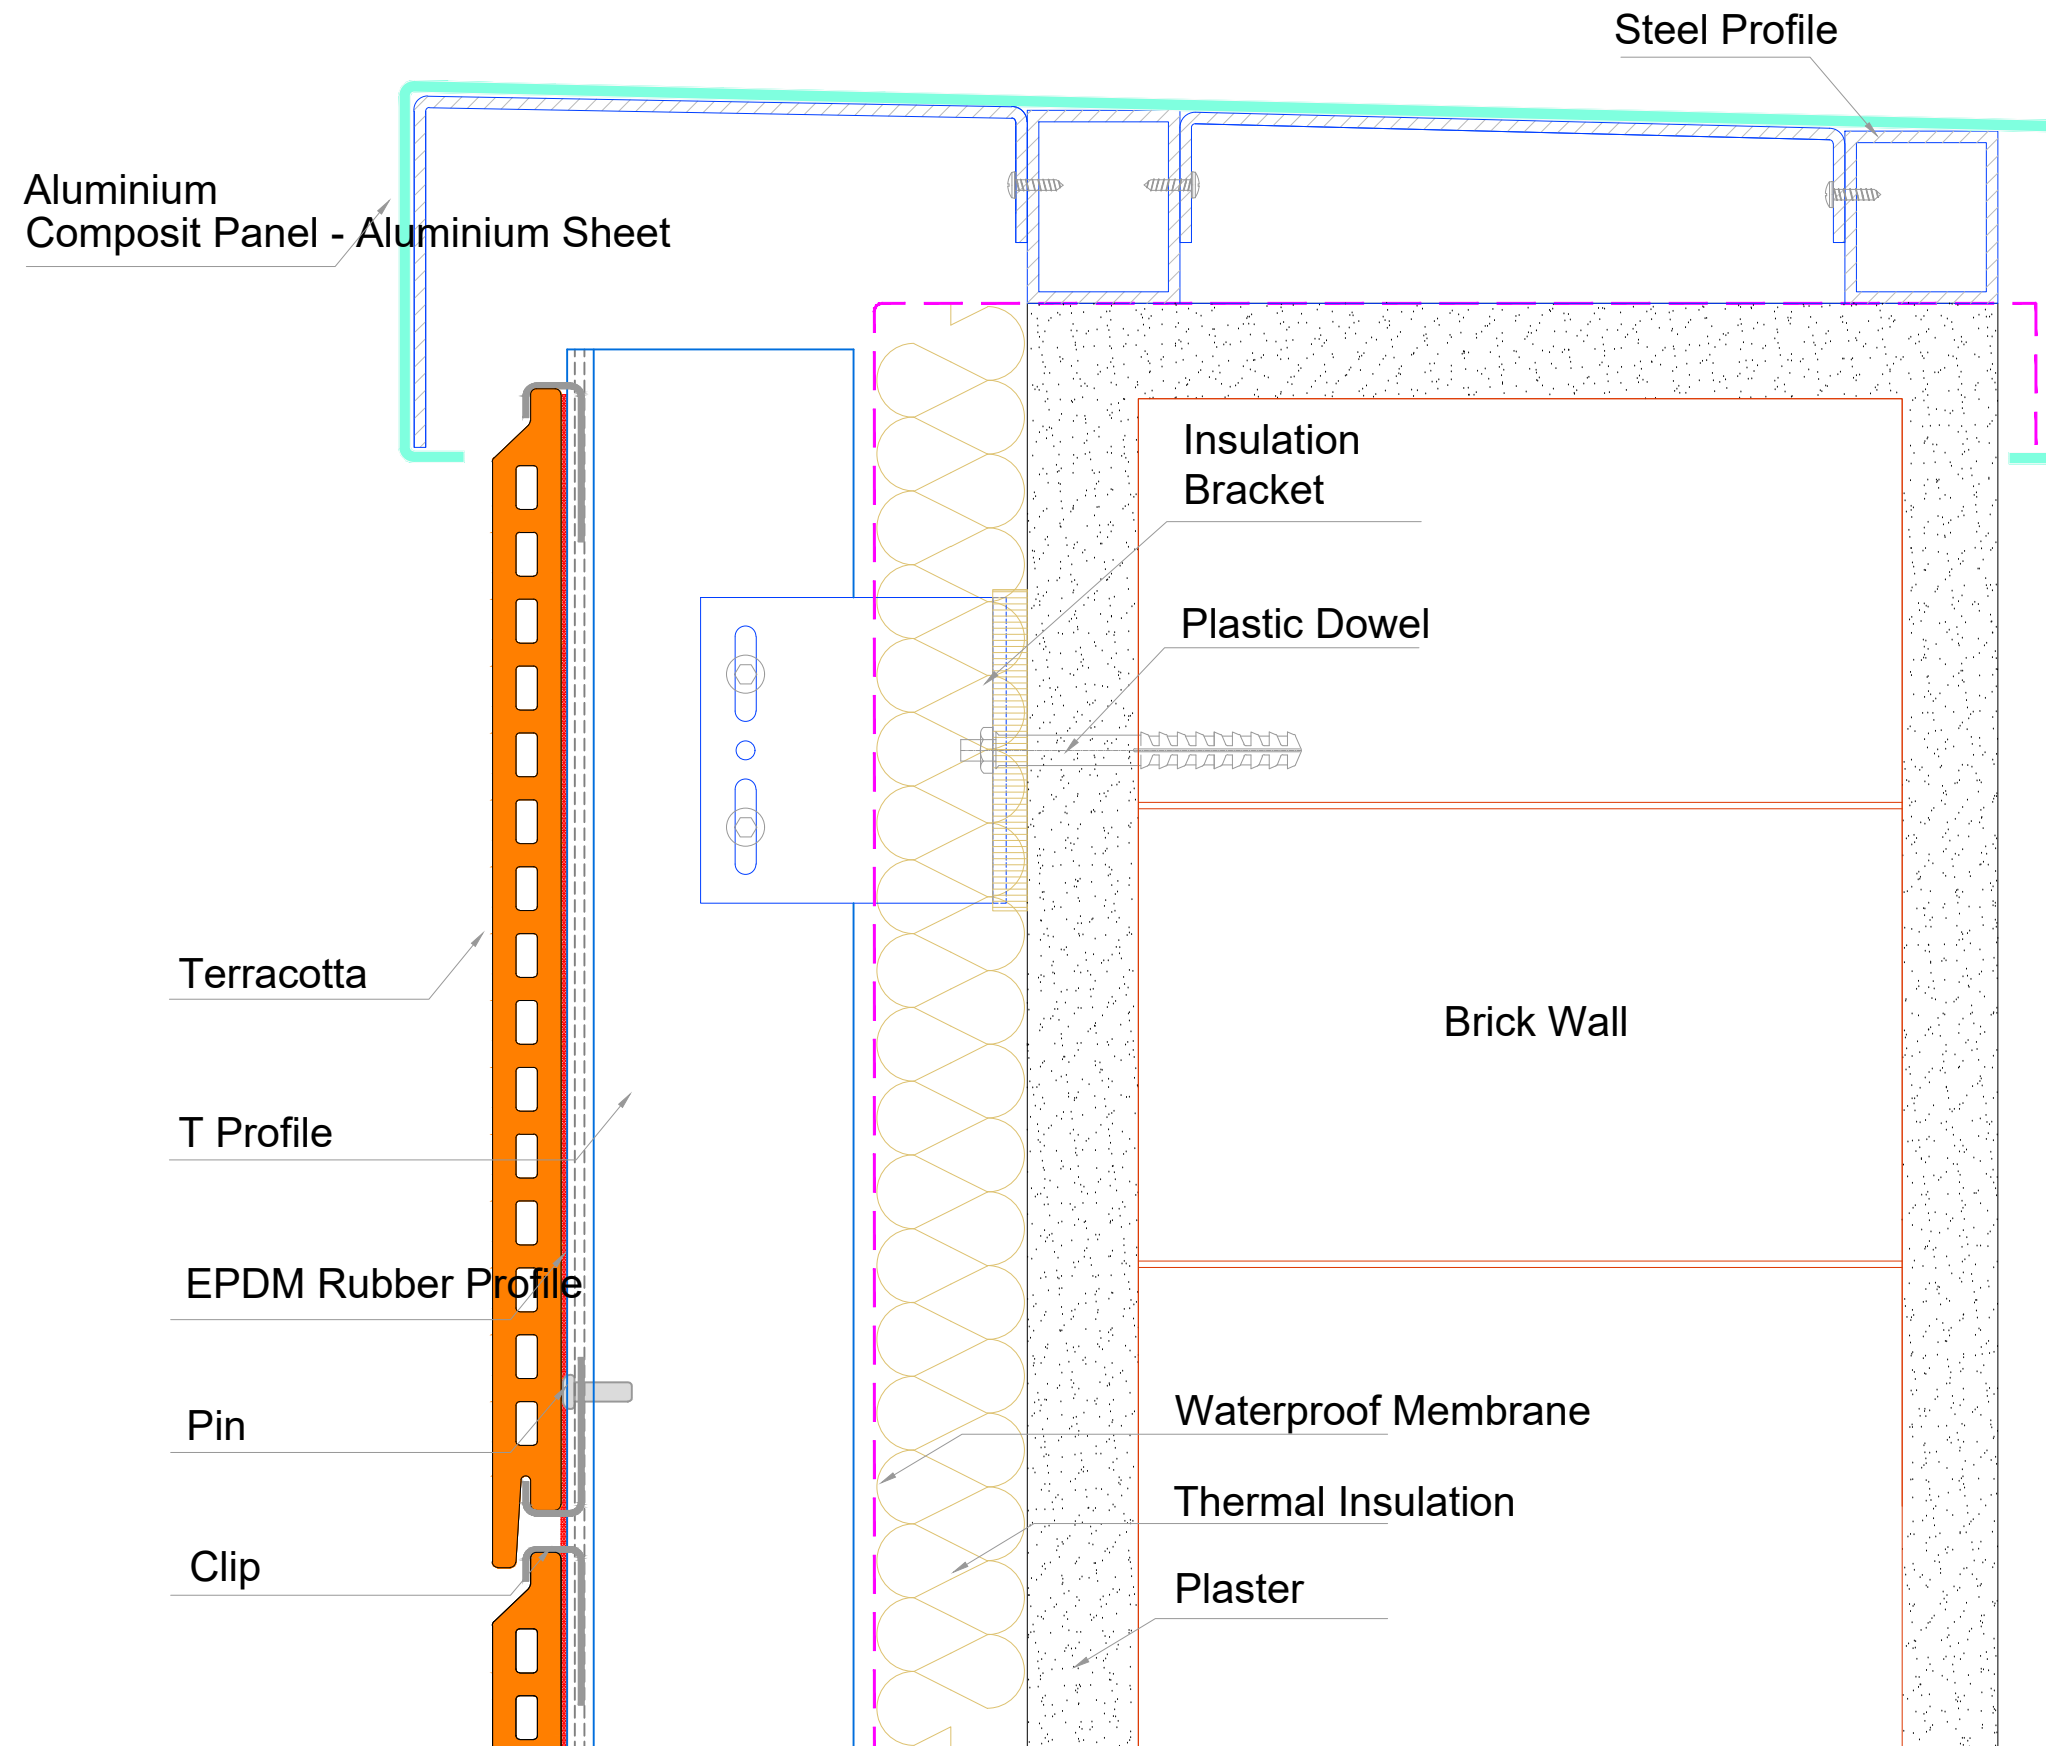 Steel Profile
Aluminium
Composit Panel - Aluminium Sheet
Insulation
Bracket
Plastic Dowel
Terracotta
Brick Wall
T Profile
EPDM Rubber Profile
Pin
Waterproof Membrane
Thermal Insulation
Clip
Plaster